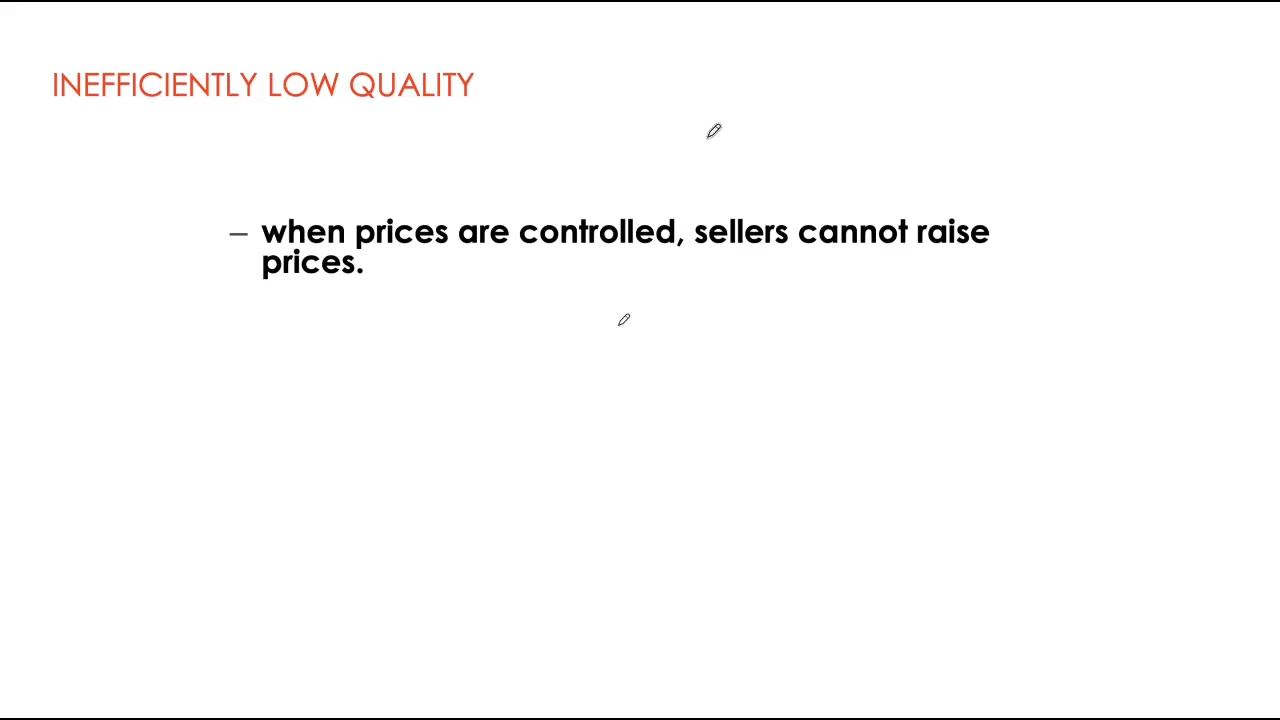 INEFFICIENTLY LOW QUALITY
– when prices are controlled, sellers cannot raise
prices.